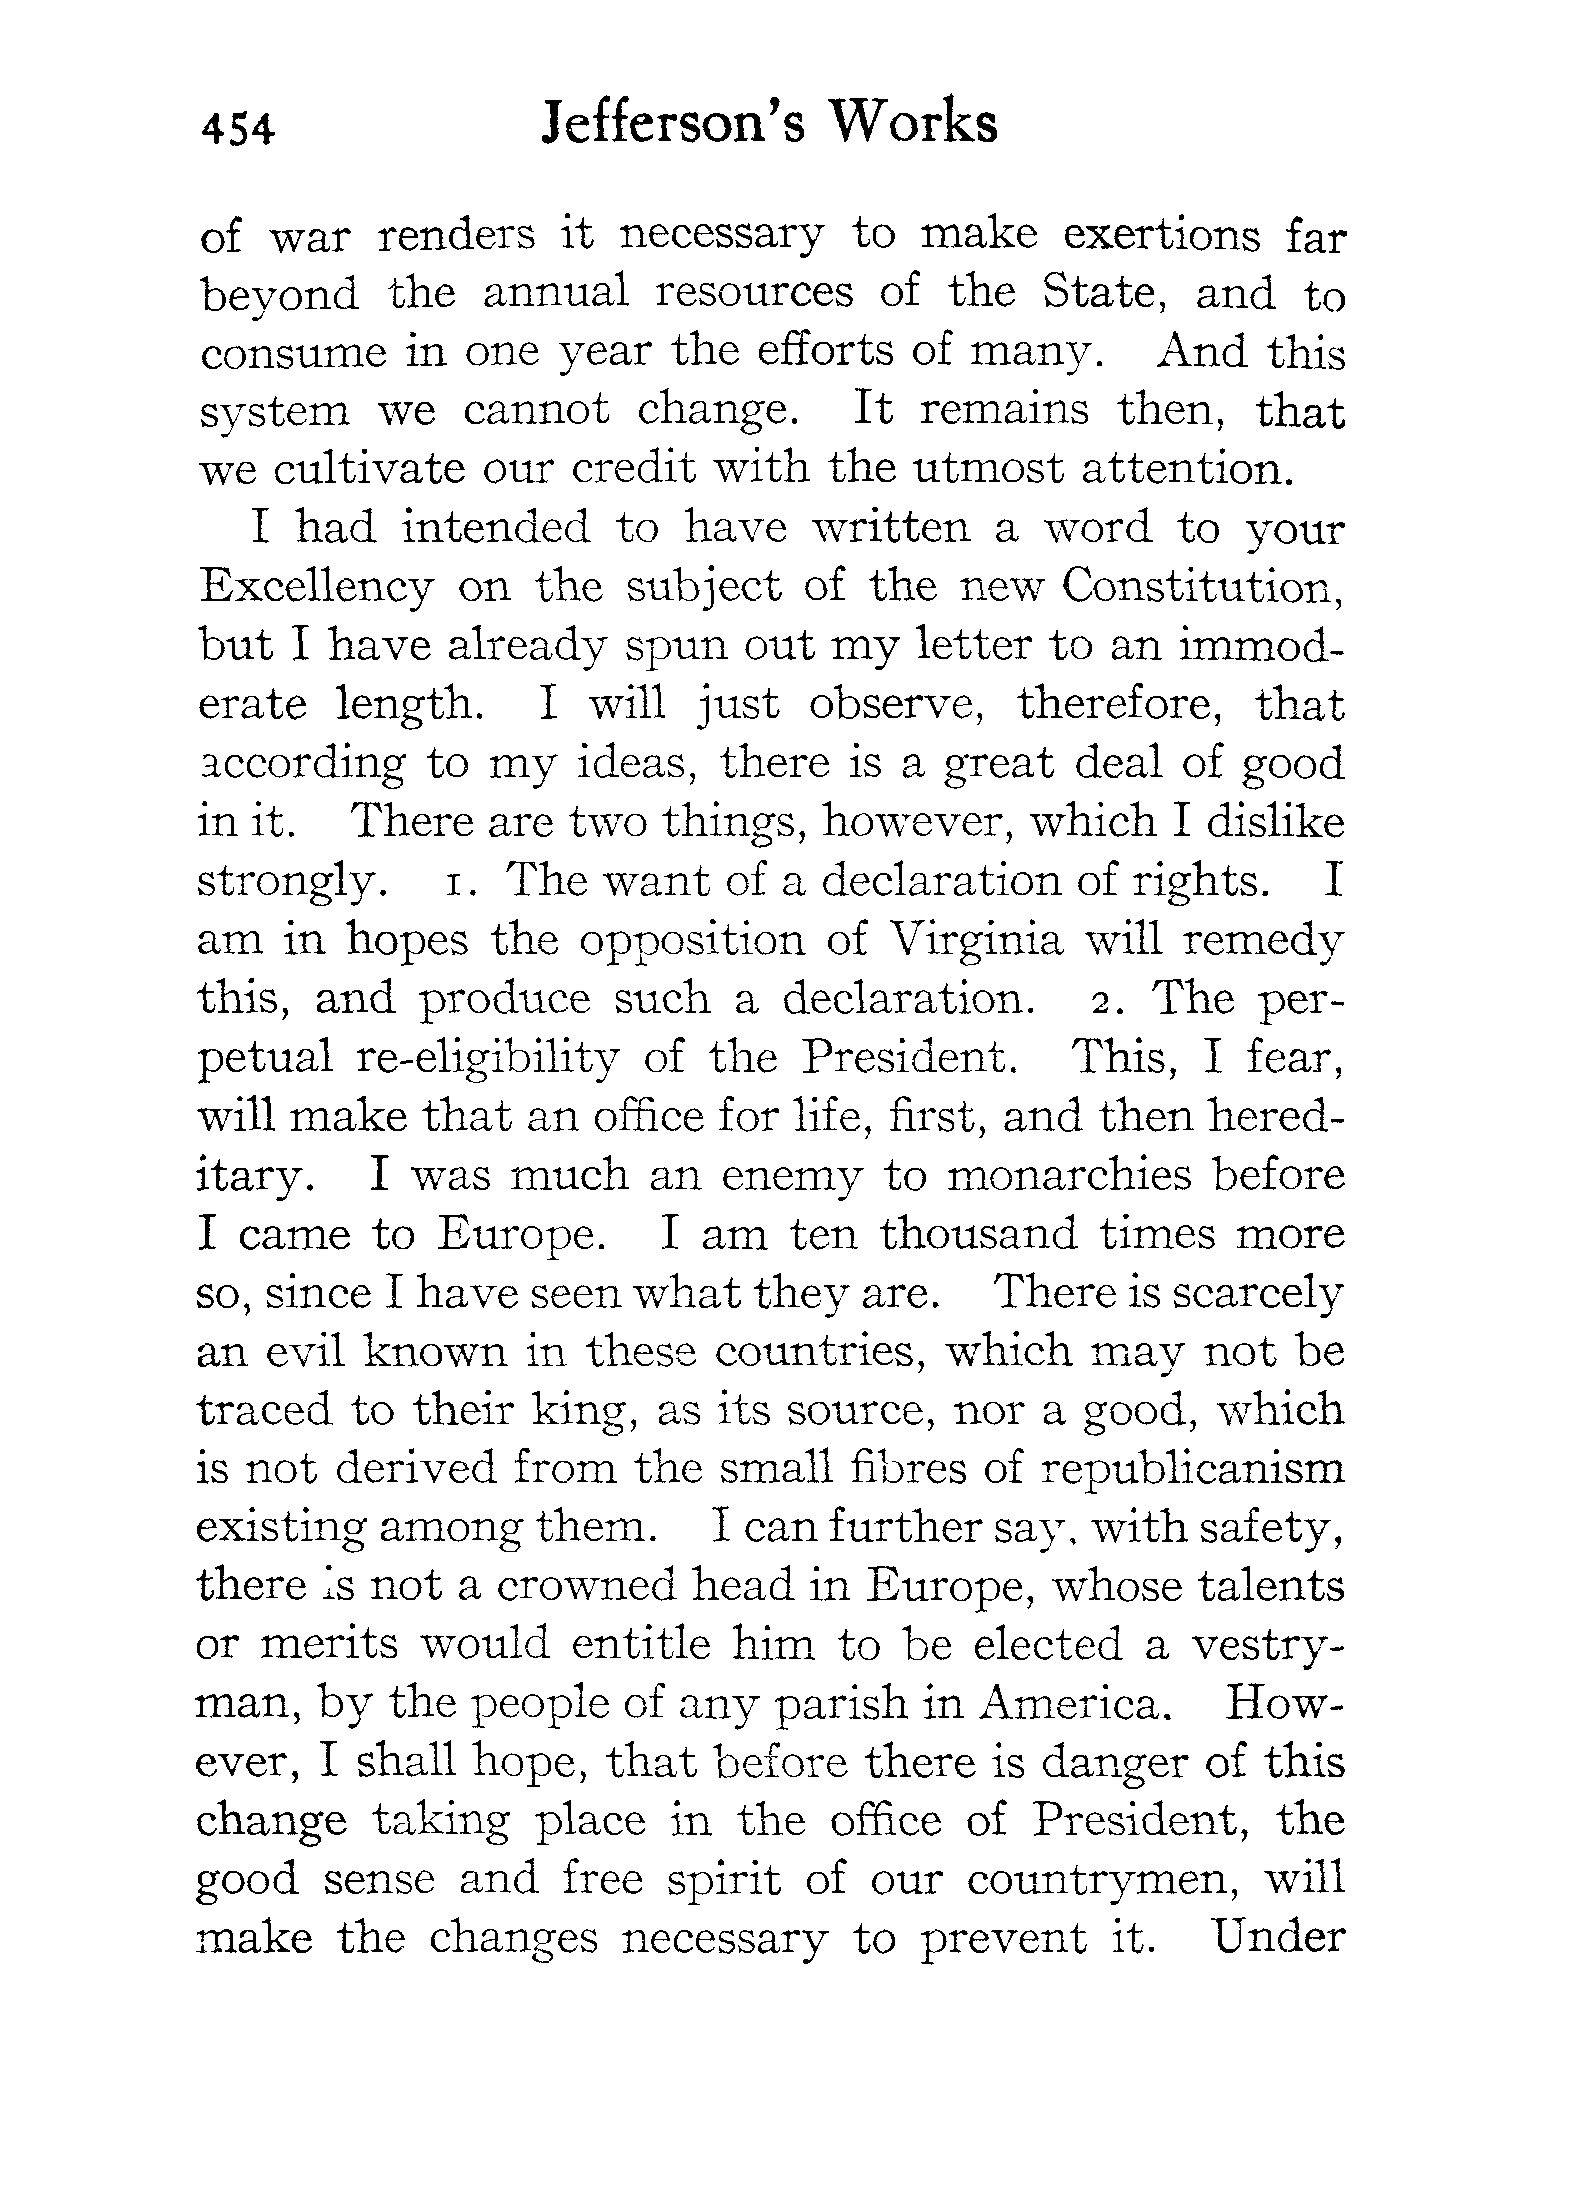 454 Jefferson's Works
of war renders it necessary to make exertions far
beyond the annual resources of the State, and to
consume in one year the efforts of many. And this
system we cannot change. It remains then, that
we cultivate our credit with the utmost attention.
I had intended to have written a word to your
Excellency on the subject of the new Constitution,
but I have already spun out my letter to an immod-
erate length. I will just observe, therefore, that
according to my ideas, there is a great deal of good
in it. There are two things, however, which I dislike
strongly. 1. The want of a declaration of rights. I
am in hopes the opposition of Virginia will remedy
this, and produce such a declaration. 2. The per-
petual re-eligibility of the President. This, I fear,
will make that an office for life, first, and then hered-
itary. I was much an enemy to monarchies before
I came to Europe. I am ten thousand times more
so, since I have seen what they are. There is scarcely
an evil known in these countries, which may not be
traced to their king, as its source, nor a good, which
is not derived from the small fibres of republicanism
existing among them. I can further say, with safety,
there is not a crowned head in Europe, whose talents
or merits would entitle him to be elected a vestry-
man, by the people of any parish in America. How-
ever, I shall hope, that before there is danger of this
change taking place in the office of President, the
good sense and free spirit of our countrymen, will
make the changes necessary to prevent it. Under